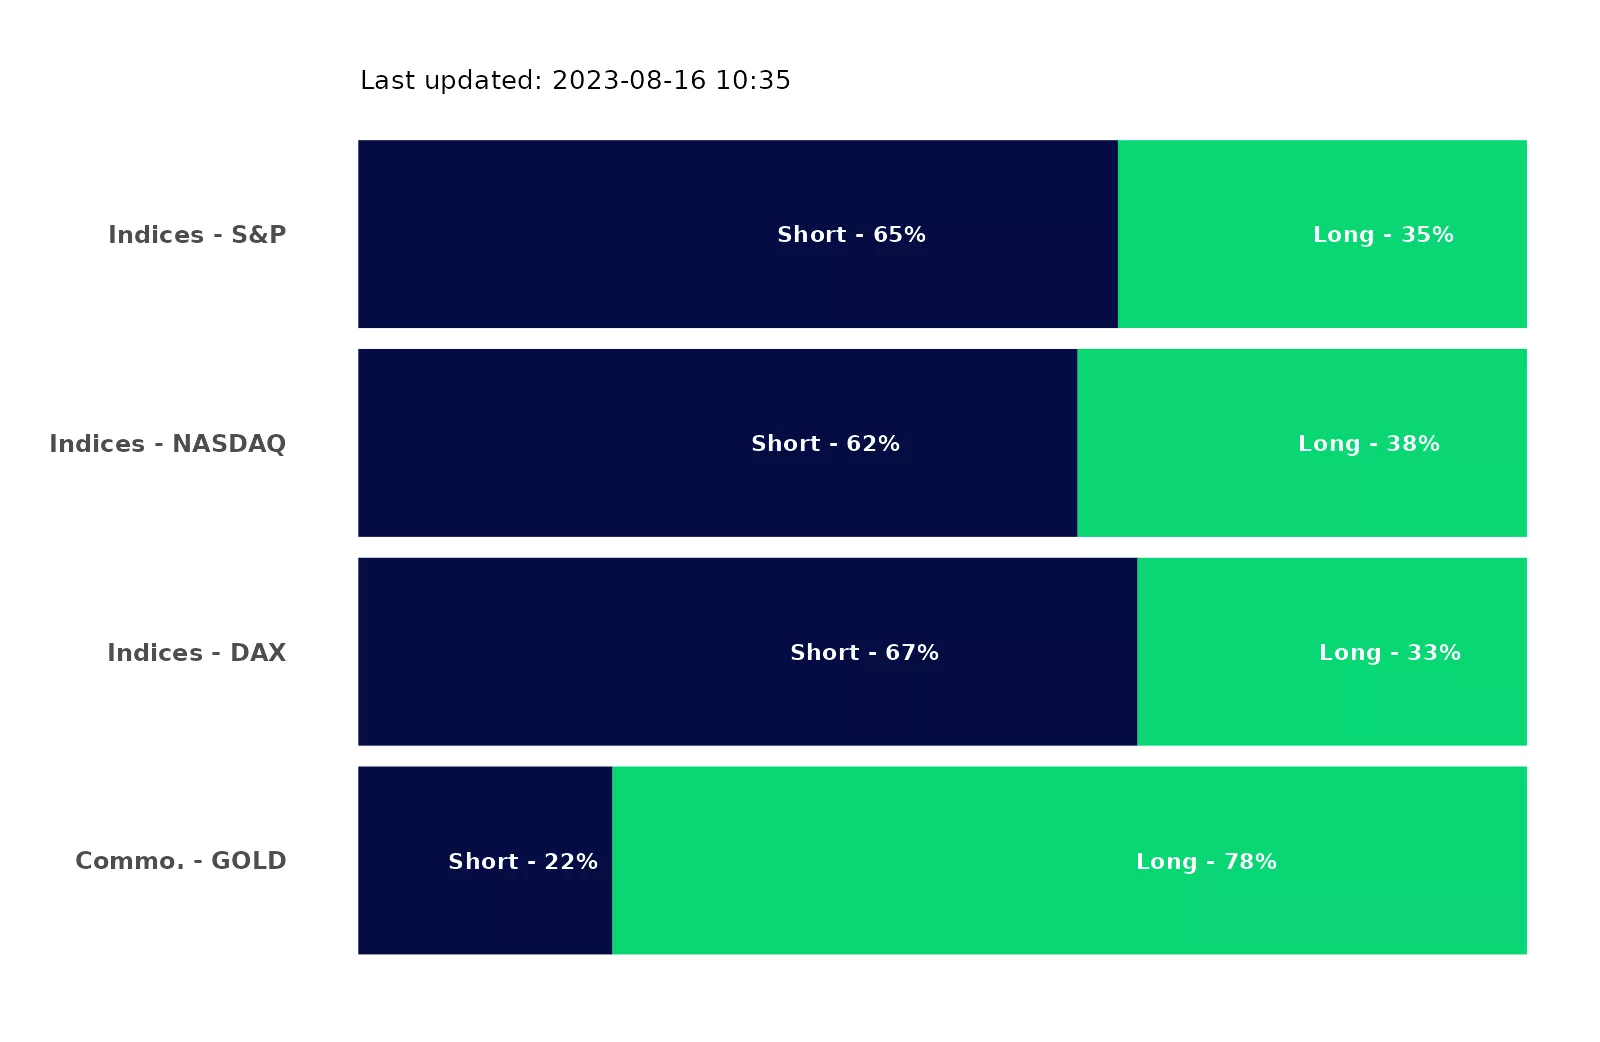 Last updated: 2023-08-16 10:35
Indices - S&P Short - 65% Long - 35%
Indices - NASDAQ Short - 62% Long - 38%
Indices - DAX Short - 67% Long - 33%
Commo. - GOLD Short - 22% Long - 78%